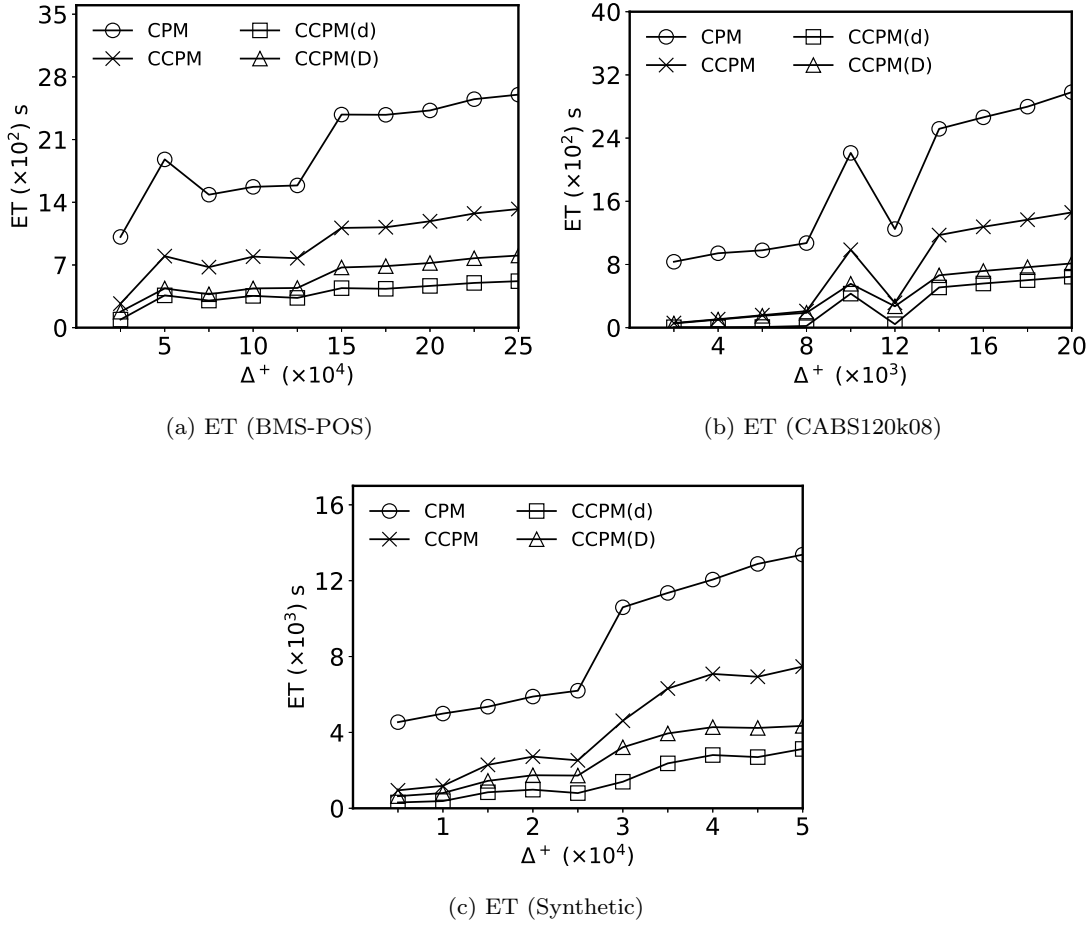 CPM
CCPM
CCPM(d)
CCPM(D)
ET (×10²) s
35
28
21
14
7
0
5 10 15 20 25
Δ⁺ (×10⁴)
(a) ET (BMS-POS)
CPM
CCPM
CCPM(d)
CCPM(D)
ET (×10²) s
40
32
24
16
8
0
4 8 12 16 20
Δ⁺ (×10³)
(b) ET (CABS120k08)
CPM
CCPM
CCPM(d)
CCPM(D)
ET (×10³) s
16
12
8
4
0
1 2 3 4 5
Δ⁺ (×10⁴)
(c) ET (Synthetic)